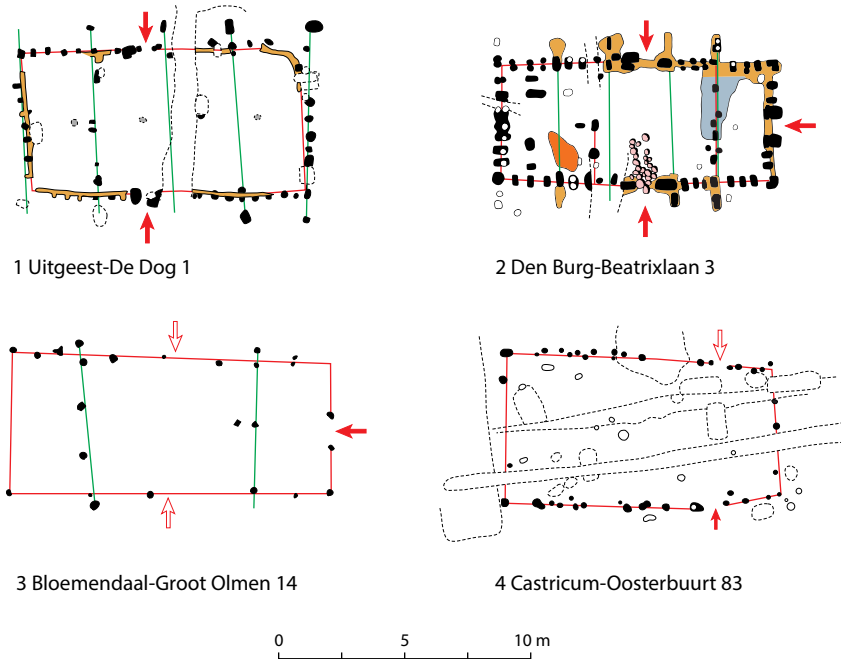 1 Uitgeest-De Dog 1
2 Den Burg-Beatrixlaan 3
3 Bloemendaal-Groot Olmen 14
4 Castricum-Oosterbuurt 83
0 5 10 m